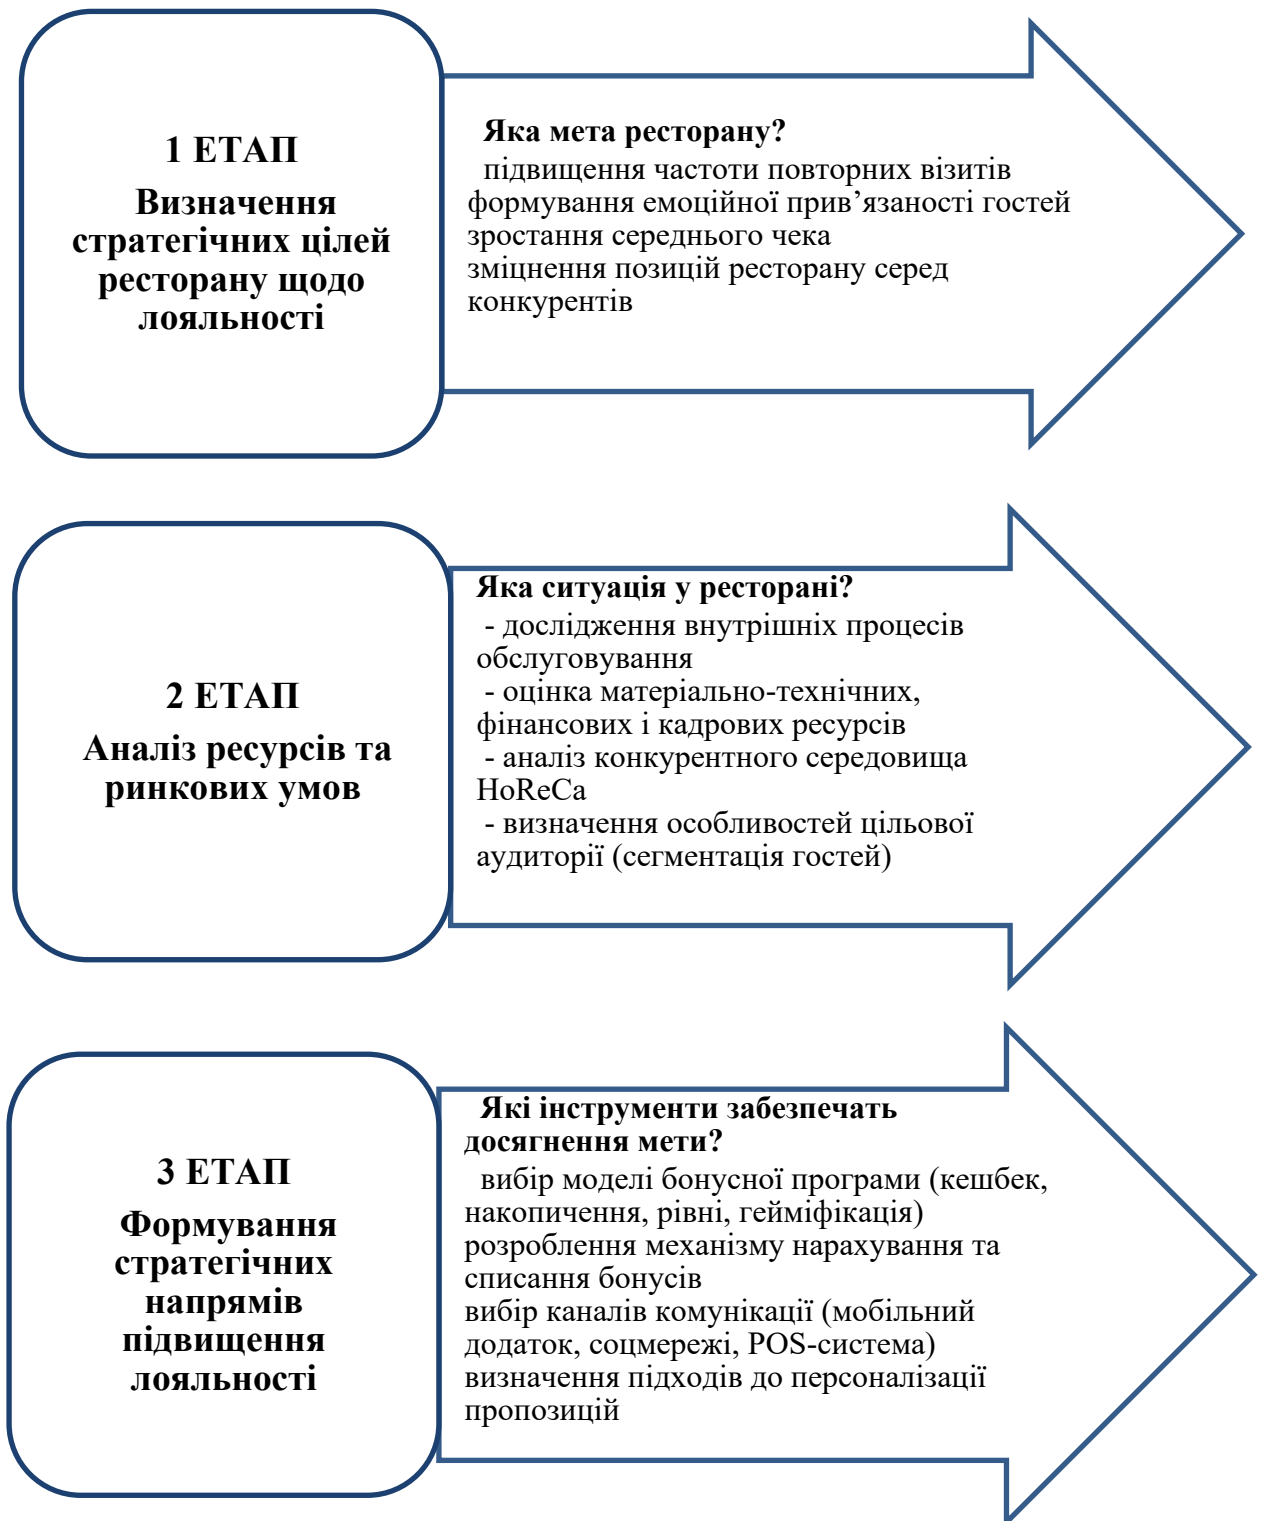 1 ЕТАП
Визначення
стратегічних цілей
ресторану щодо
лояльності
Яка мета ресторану?
підвищення частоти повторних візитів
формування емоційної прив’язаності гостей
зростання середнього чека
зміцнення позицій ресторану серед
конкурентів
2 ЕТАП
Аналіз ресурсів та
ринкових умов
Яка ситуація у ресторані?
- дослідження внутрішніх процесів
обслуговування
- оцінка матеріально-технічних,
фінансових і кадрових ресурсів
- аналіз конкурентного середовища
HoReCa
- визначення особливостей цільової
аудиторії (сегментація гостей)
3 ЕТАП
Формування
стратегічних
напрямів
підвищення
лояльності
Які інструменти забезпечать
досягнення мети?
вибір моделі бонусної програми (кешбек,
накопичення, рівні, гейміфікація)
розроблення механізму нарахування та
списання бонусів
вибір каналів комунікації (мобільний
додаток, соцмережі, POS-система)
визначення підходів до персоналізації
пропозицій